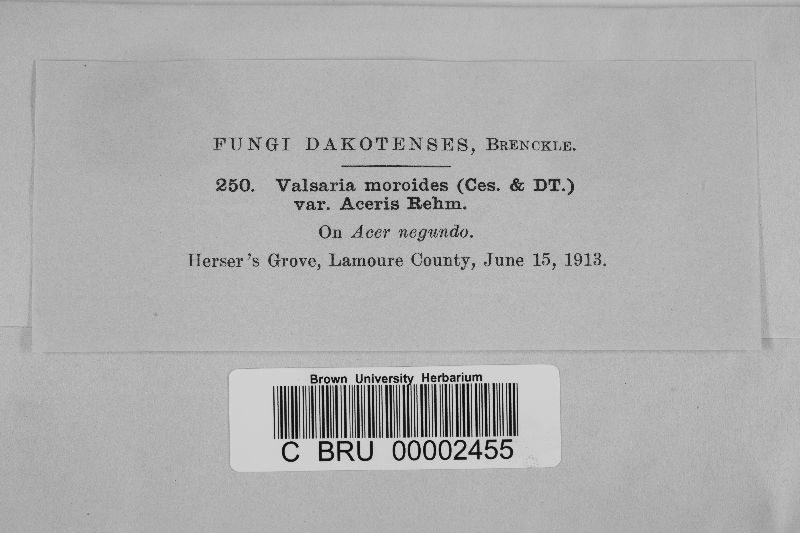 FUNGI DAKOTENSES, BRENCKLE.
250. Valsaria moroides (Ces. & DT.)
var. Aceris Rehm.
On Acer negundo.
Herser's Grove, Lamoure County, June 15, 1913.
Brown University Herbarium
C BRU 00002455